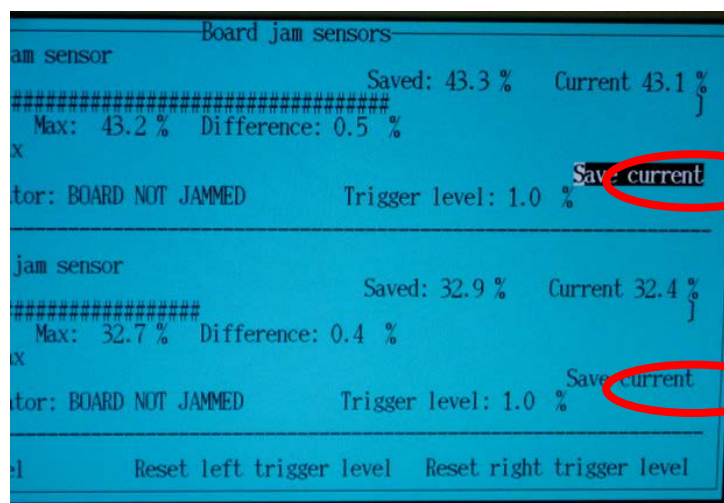 Board jam sensors
am sensor
Saved: 43.3 % Current 43.1 %
####################################
]
Max: 43.2 % Difference: 0.5 %
x
Save current
tor: BOARD NOT JAMMED Trigger level: 1.0 %
jam sensor
Saved: 32.9 % Current 32.4 %
##################
]
Max: 32.7 % Difference: 0.4 %
ax
Save current
ator: BOARD NOT JAMMED Trigger level: 1.0 %
el Reset left trigger level Reset right trigger level